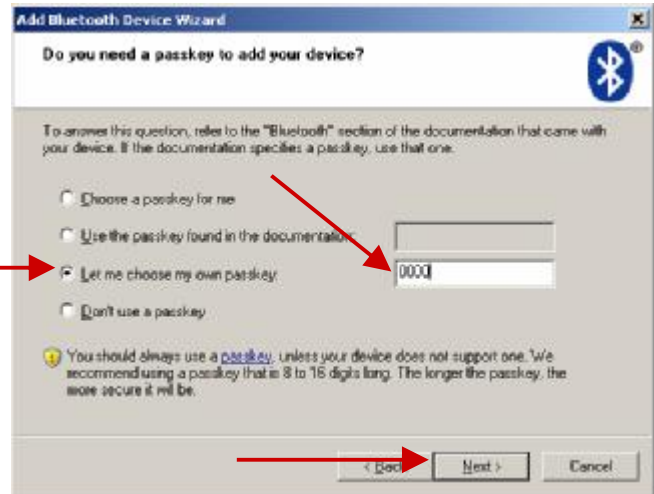 Add Bluetooth Device Wizard
Do you need a passkey to add your device?
To answer this question, refer to the "Bluetooth" section of the documentation that came with
your device. If the documentation specifies a passkey, use that one.
Choose a passkey for me
Use the passkey found in the documentation:
Let me choose my own passkey:
0000
Don't use a passkey
You should always use a passkey, unless your device does not support one. We
recommend using a passkey that is 8 to 16 digits long. The longer the passkey, the
more secure it will be.
< Back Next > Cancel